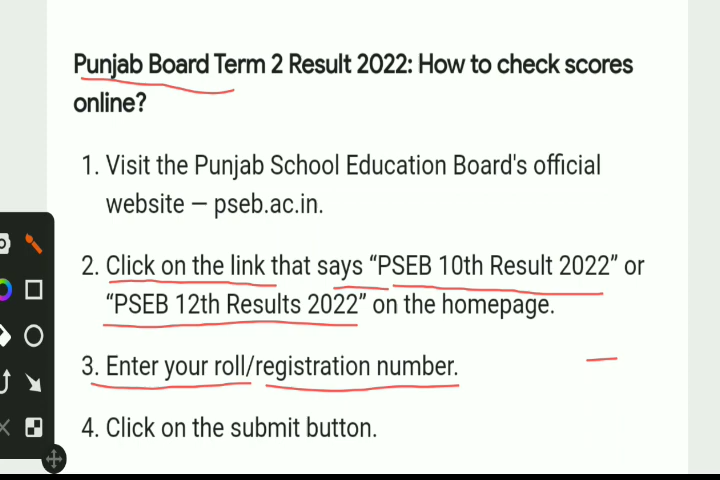 Punjab Board Term 2 Result 2022: How to check scores
online?
1. Visit the Punjab School Education Board's official
website — pseb.ac.in.
2. Click on the link that says “PSEB 10th Result 2022” or
“PSEB 12th Results 2022” on the homepage.
3. Enter your roll/registration number.
4. Click on the submit button.